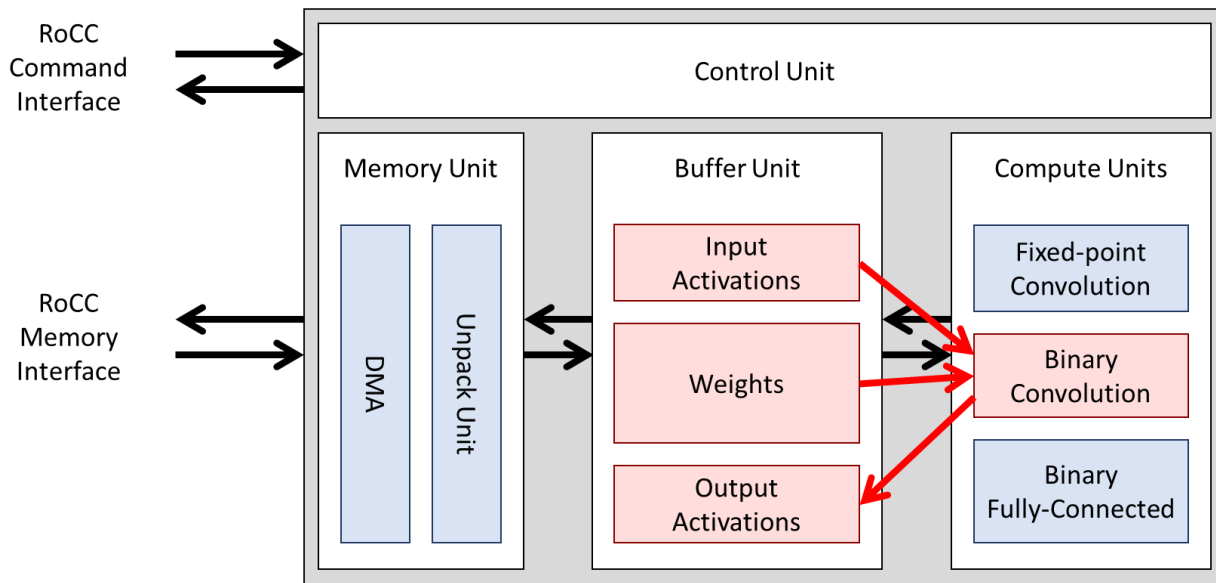 RoCC
Command
Interface
Control Unit
Memory Unit
Buffer Unit
Compute Units
RoCC
Memory
Interface
DMA
Unpack Unit
Input
Activations
Weights
Output
Activations
Fixed-point
Convolution
Binary
Convolution
Binary
Fully-Connected